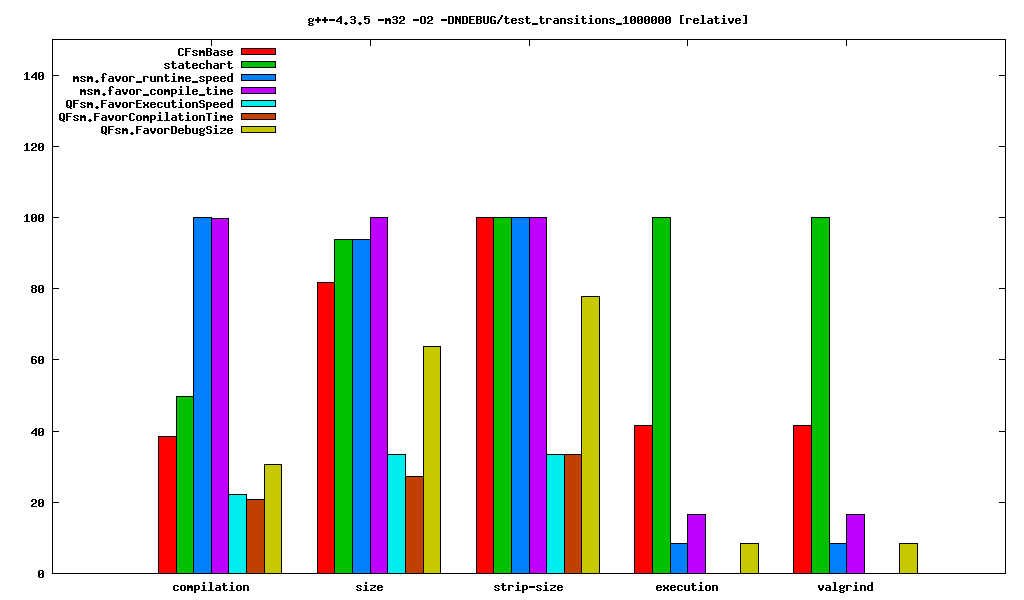 g++-4.3.5 -m32 -O2 -DNDEBUG/test_transitions_1000000 [relative]
CFsmBase
statechart
msm.favor_runtime_speed
msm.favor_compile_time
QFsm.FavorExecutionSpeed
QFsm.FavorCompilationTime
QFsm.FavorDebugSize
140
120
100
80
60
40
20
0
compilation size strip-size execution valgrind